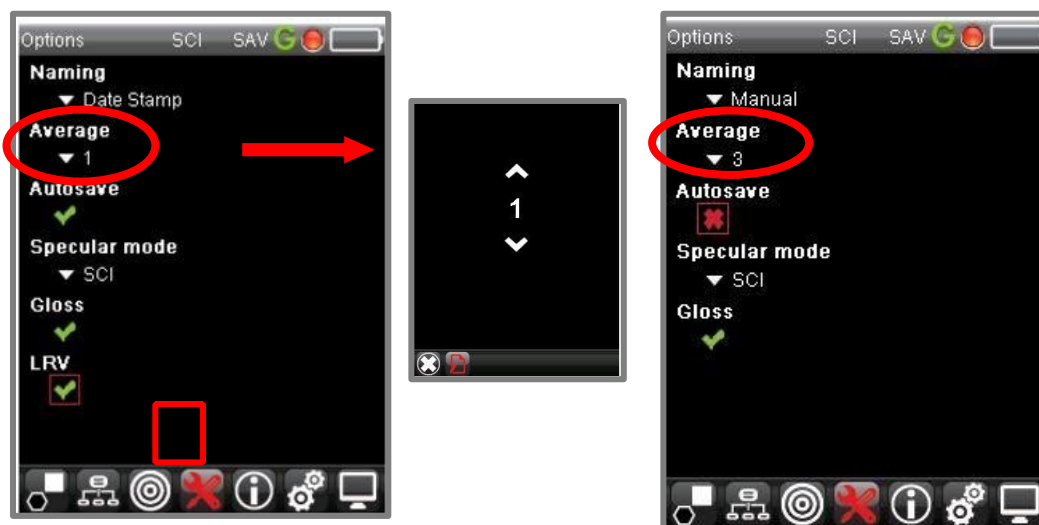 Options SCI SAV G
Naming
Date Stamp
Average
1
Autosave
Specular mode
SCI
Gloss
LRV
1
Options SCI SAV G
Naming
Manual
Average
3
Autosave
Specular mode
SCI
Gloss